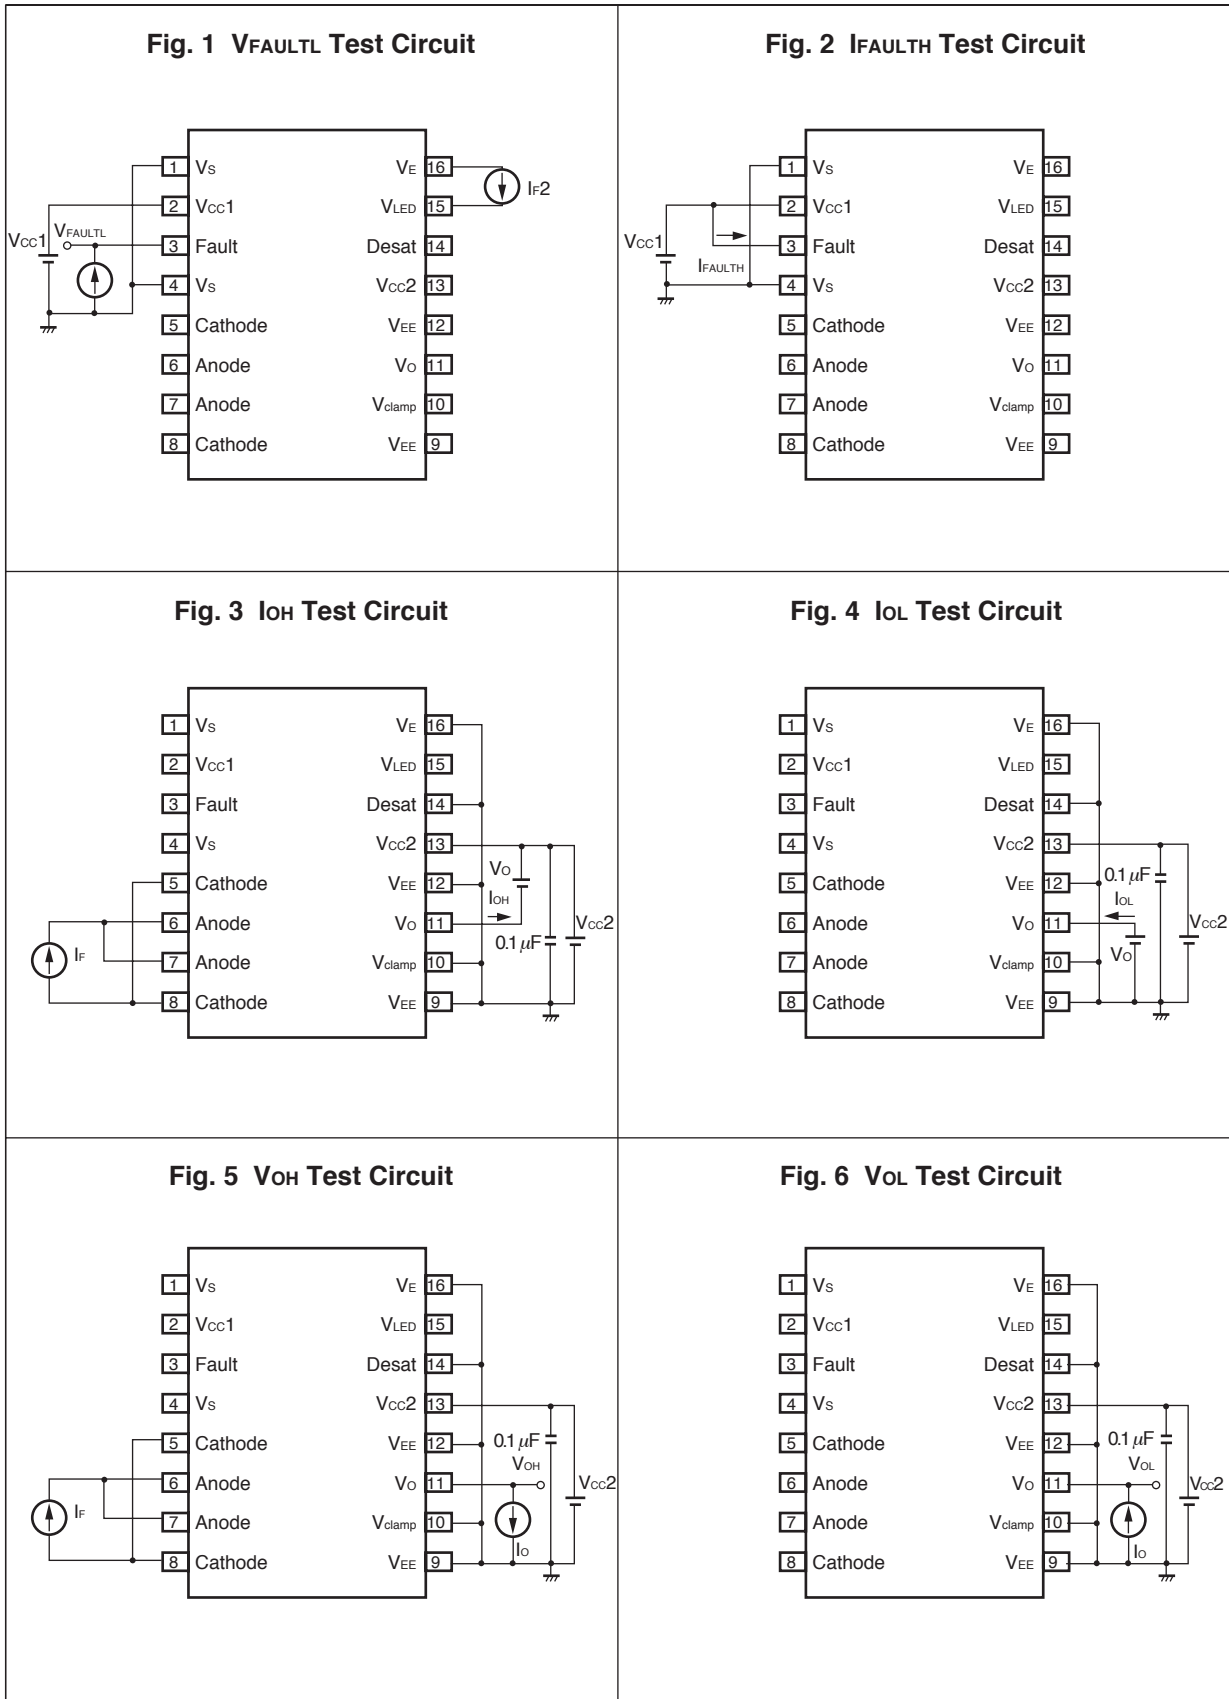 Fig. 1 VFAULTL Test Circuit
1 VS
2 VCC1
3 Fault
4 VS
5 Cathode
6 Anode
7 Anode
8 Cathode
VE 16
VLED 15
Desat 14
VCC2 13
VEE 12
VO 11
Vclamp 10
VEE 9
VCC1
VFAULTL
IF2
Fig. 2 IFAULTH Test Circuit
1 VS
2 VCC1
3 Fault
4 VS
5 Cathode
6 Anode
7 Anode
8 Cathode
VE 16
VLED 15
Desat 14
VCC2 13
VEE 12
VO 11
Vclamp 10
VEE 9
VCC1
IFAULTH
Fig. 3 IOH Test Circuit
1 VS
2 VCC1
3 Fault
4 VS
5 Cathode
6 Anode
7 Anode
8 Cathode
VE 16
VLED 15
Desat 14
VCC2 13
VEE 12
VO 11
Vclamp 10
VEE 9
IF
VO
IOH
0.1 μF
VCC2
Fig. 4 IOL Test Circuit
1 VS
2 VCC1
3 Fault
4 VS
5 Cathode
6 Anode
7 Anode
8 Cathode
VE 16
VLED 15
Desat 14
VCC2 13
VEE 12
VO 11
Vclamp 10
VEE 9
0.1 μF
IOL
VO
VCC2
Fig. 5 VOH Test Circuit
1 VS
2 VCC1
3 Fault
4 VS
5 Cathode
6 Anode
7 Anode
8 Cathode
VE 16
VLED 15
Desat 14
VCC2 13
VEE 12
VO 11
Vclamp 10
VEE 9
IF
0.1 μF
VOH
IO
VCC2
Fig. 6 VOL Test Circuit
1 VS
2 VCC1
3 Fault
4 VS
5 Cathode
6 Anode
7 Anode
8 Cathode
VE 16
VLED 15
Desat 14
VCC2 13
VEE 12
VO 11
Vclamp 10
VEE 9
0.1 μF
VOL
IO
VCC2